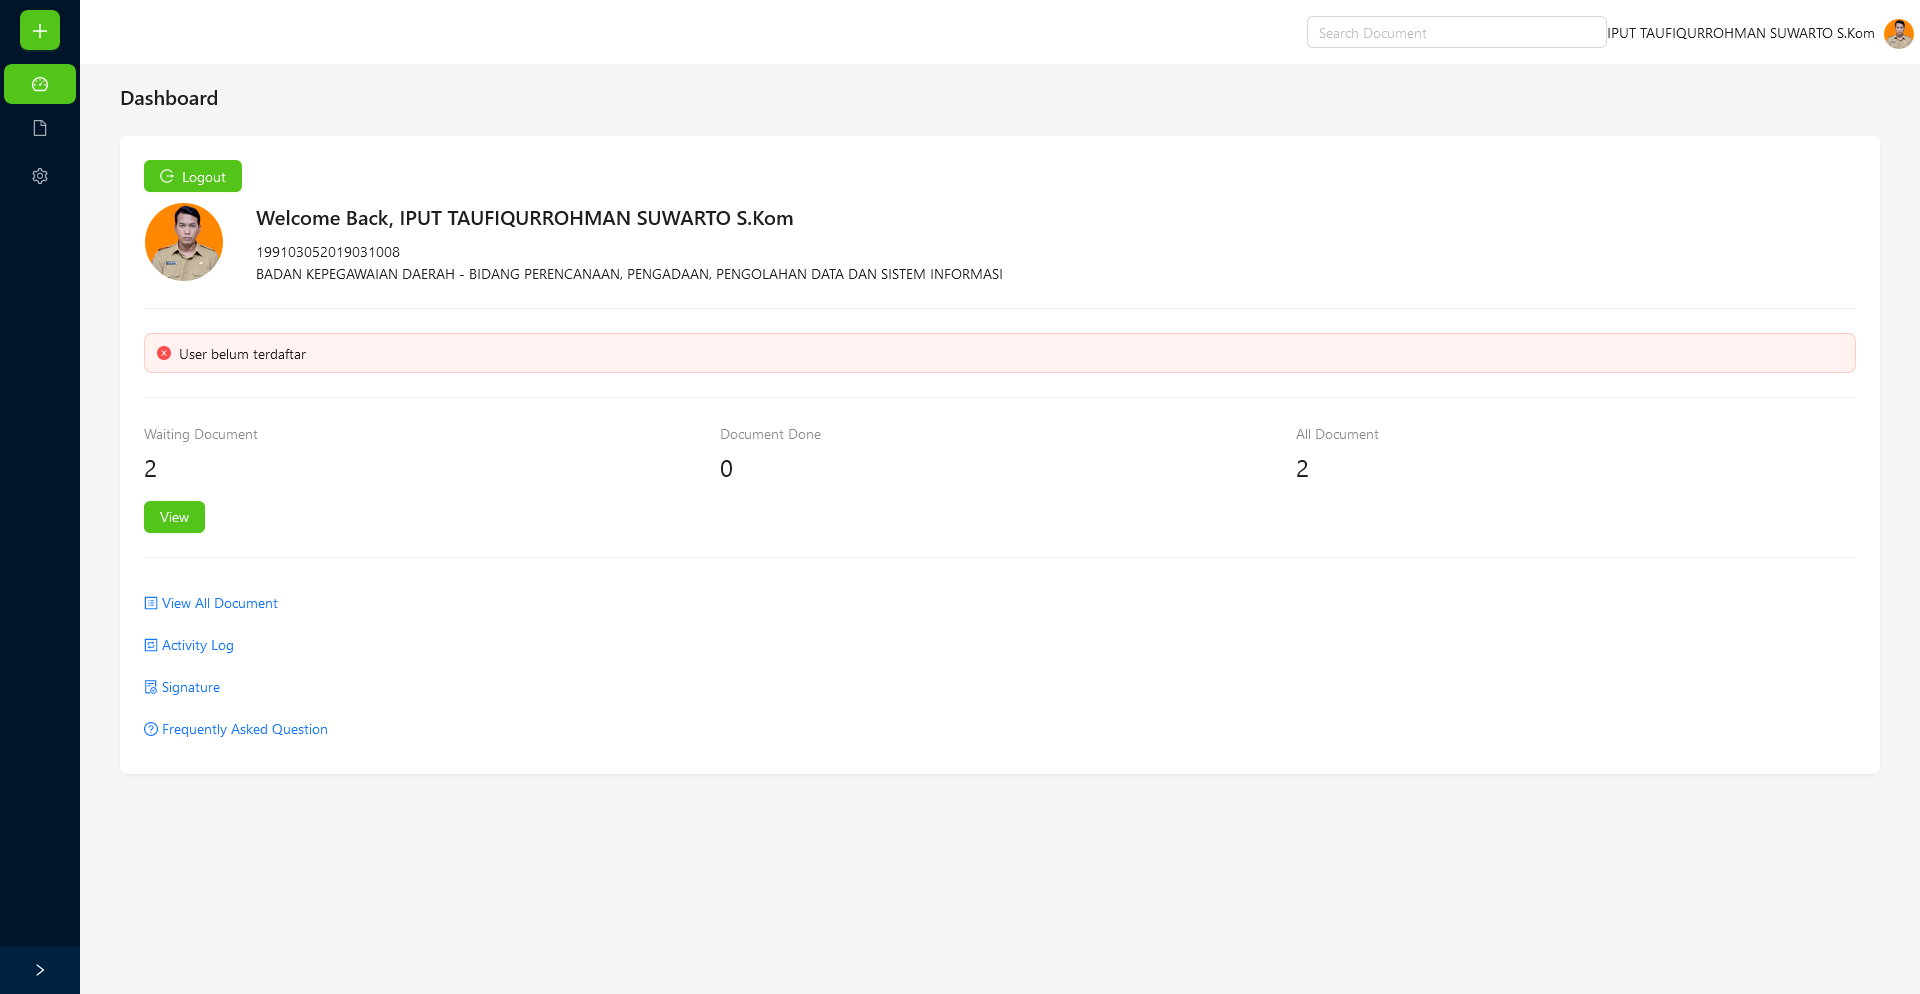 Search Document
IPUT TAUFIQURROHMAN SUWARTO S.Kom
Dashboard
Logout
Welcome Back, IPUT TAUFIQURROHMAN SUWARTO S.Kom
199103052019031008
BADAN KEPEGAWAIAN DAERAH - BIDANG PERENCANAAN, PENGADAAN, PENGOLAHAN DATA DAN SISTEM INFORMASI
User belum terdaftar
Waiting Document
2
View
Document Done
0
All Document
2
View All Document
Activity Log
Signature
Frequently Asked Question